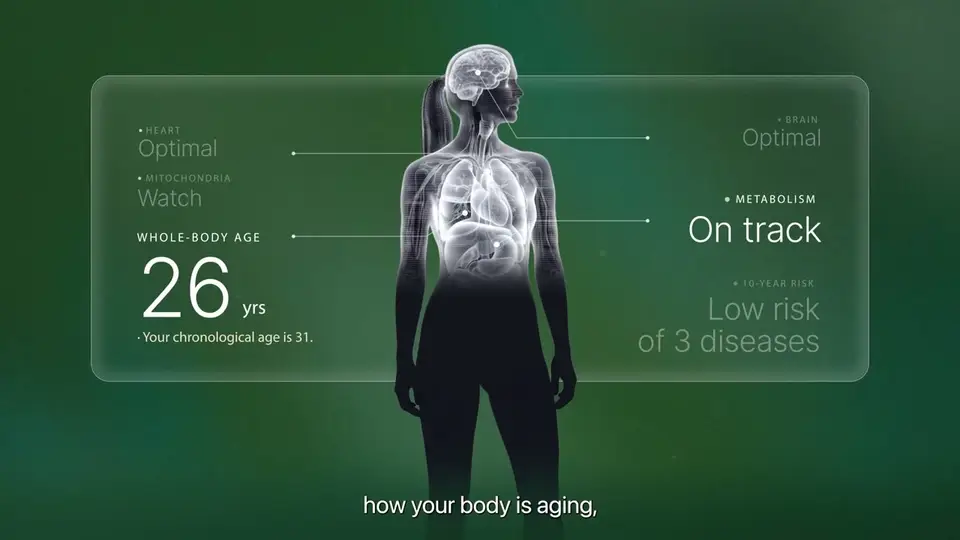 • HEART
Optimal
• MITOCHONDRIA
Watch
WHOLE-BODY AGE
26 yrs
· Your chronological age is 31.
• BRAIN
Optimal
• METABOLISM
On track
• 10-YEAR RISK
Low risk
of 3 diseases
how your body is aging,